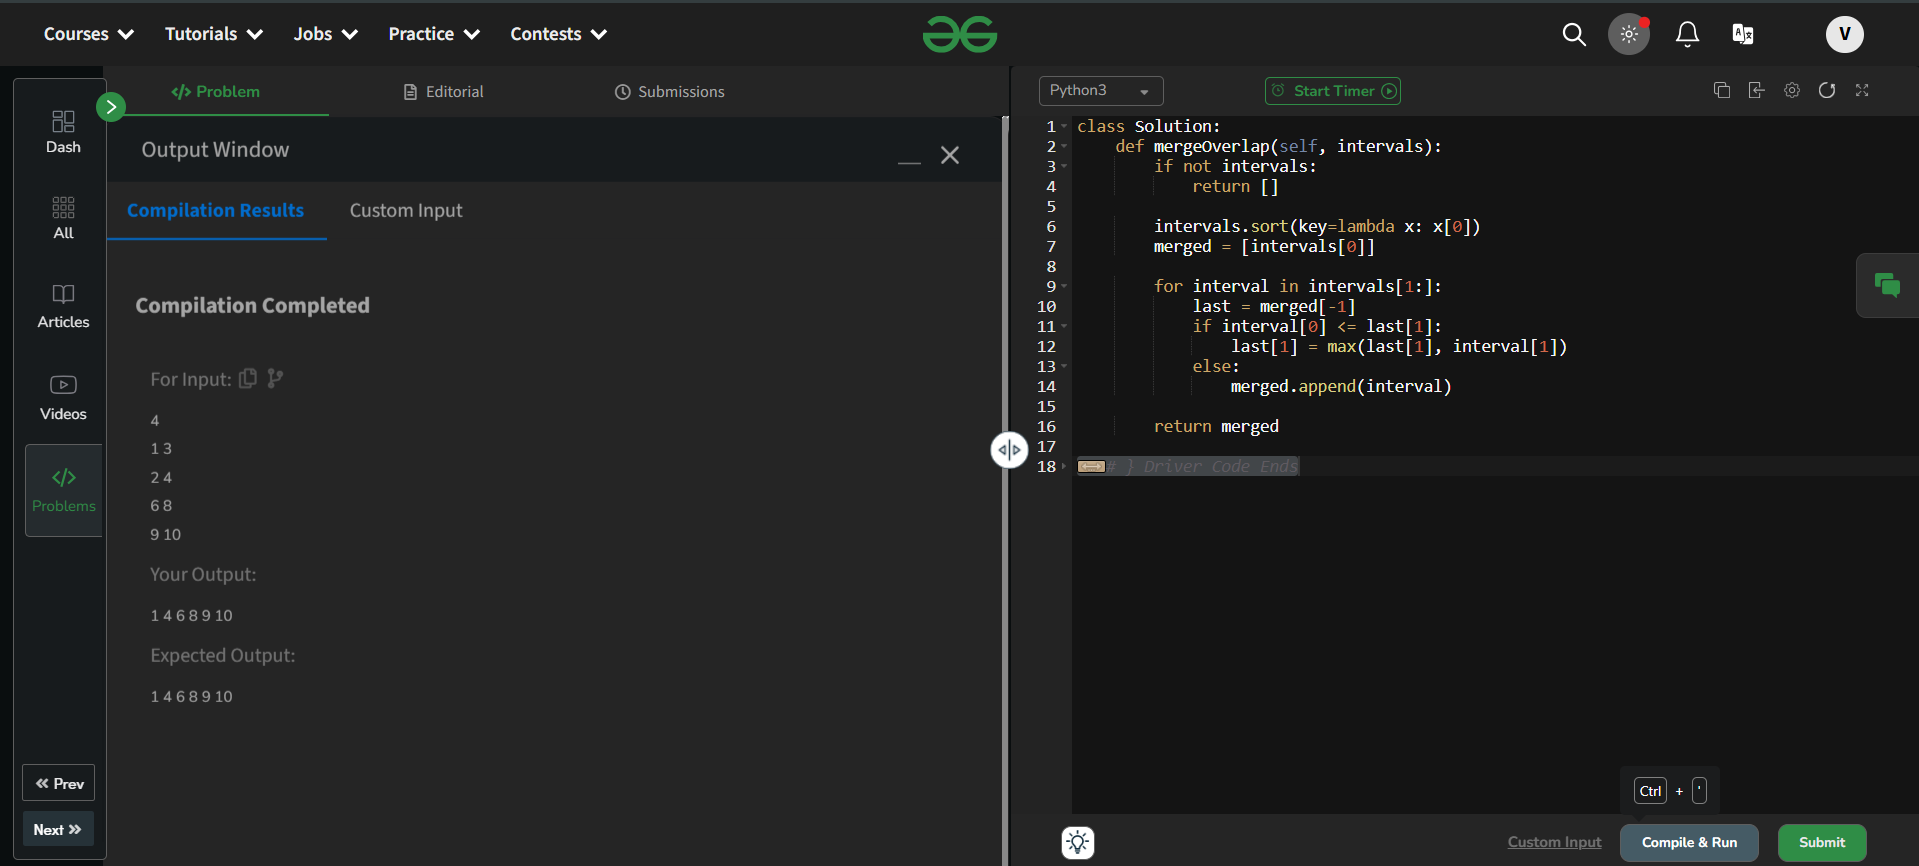 Courses Tutorials Jobs Practice Contests
V
Dash
All
Articles
Videos
Problems
Prev
Next
Problem Editorial Submissions
Output Window
Compilation Results Custom Input
Compilation Completed
For Input:
4
1 3
2 4
6 8
9 10
Your Output:
1 4 6 8 9 10
Expected Output:
1 4 6 8 9 10
Python3 Start Timer
1 class Solution:
2 def mergeOverlap(self, intervals):
3 if not intervals:
4 return []
5
6 intervals.sort(key=lambda x: x[0])
7 merged = [intervals[0]]
8
9 for interval in intervals[1:]:
10 last = merged[-1]
11 if interval[0] <= last[1]:
12 last[1] = max(last[1], interval[1])
13 else:
14 merged.append(interval)
15
16 return merged
17
18 # } Driver Code Ends
Ctrl + '
Custom Input Compile & Run Submit